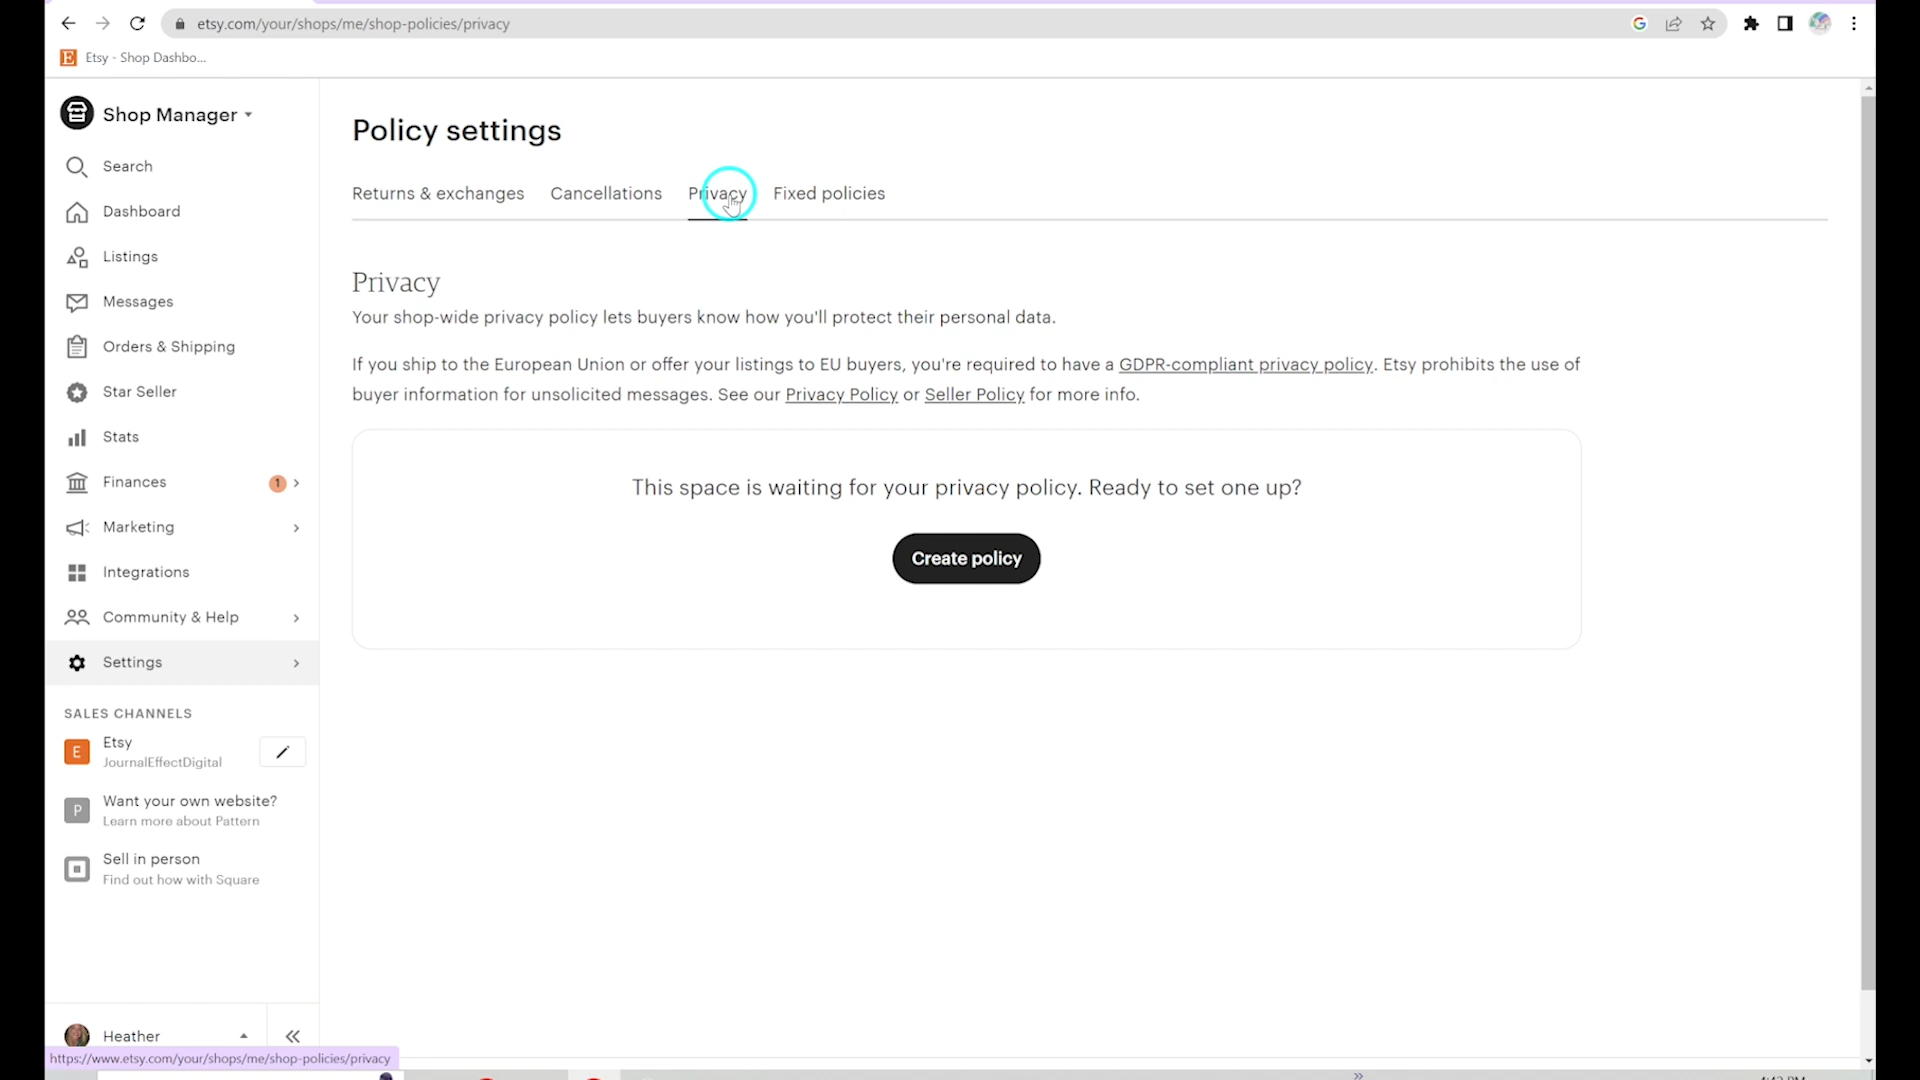 etsy.com/your/shops/me/shop-policies/privacy
G
E Etsy - Shop Dashbo...
Shop Manager
Search
Dashboard
Listings
Messages
Orders & Shipping
Star Seller
Stats
Finances 1
Marketing
Integrations
Community & Help
Settings
SALES CHANNELS
E Etsy
JournalEffectDigital
P Want your own website?
Learn more about Pattern
Sell in person
Find out how with Square
Heather
https://www.etsy.com/your/shops/me/shop-policies/privacy
Policy settings
Returns & exchanges Cancellations Privacy Fixed policies
Privacy
Your shop-wide privacy policy lets buyers know how you'll protect their personal data.
If you ship to the European Union or offer your listings to EU buyers, you're required to have a GDPR-compliant privacy policy. Etsy prohibits the use of
buyer information for unsolicited messages. See our Privacy Policy or Seller Policy for more info.
This space is waiting for your privacy policy. Ready to set one up?
Create policy